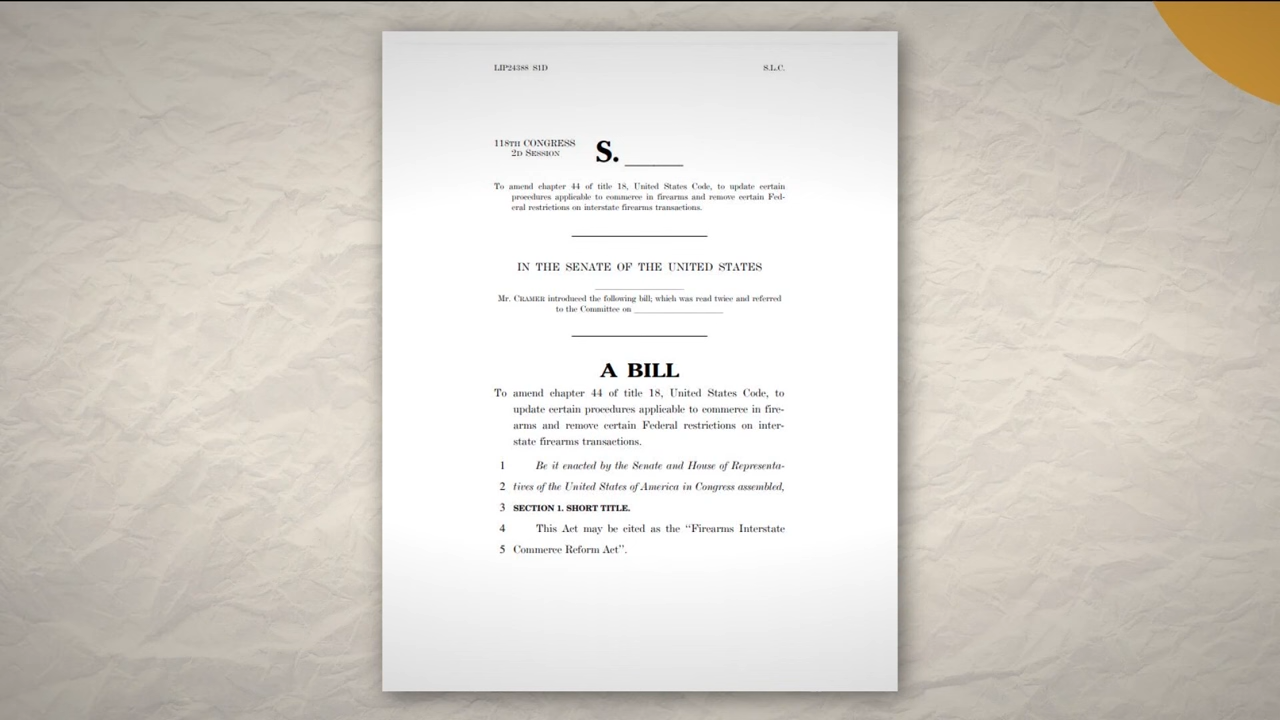 LIP24388 S1D S.L.C.
118TH CONGRESS
2D SESSION
S. ______
To amend chapter 44 of title 18, United States Code, to update certain
procedures applicable to commerce in firearms and remove certain Fed-
eral restrictions on interstate firearms transactions.
IN THE SENATE OF THE UNITED STATES
Mr. CRAMER introduced the following bill; which was read twice and referred
to the Committee on ____________
A BILL
To amend chapter 44 of title 18, United States Code, to
update certain procedures applicable to commerce in fire-
arms and remove certain Federal restrictions on inter-
state firearms transactions.
1 Be it enacted by the Senate and House of Representa-
2 tives of the United States of America in Congress assembled,
3 SECTION 1. SHORT TITLE.
4 This Act may be cited as the ‘‘Firearms Interstate
5 Commerce Reform Act’’.